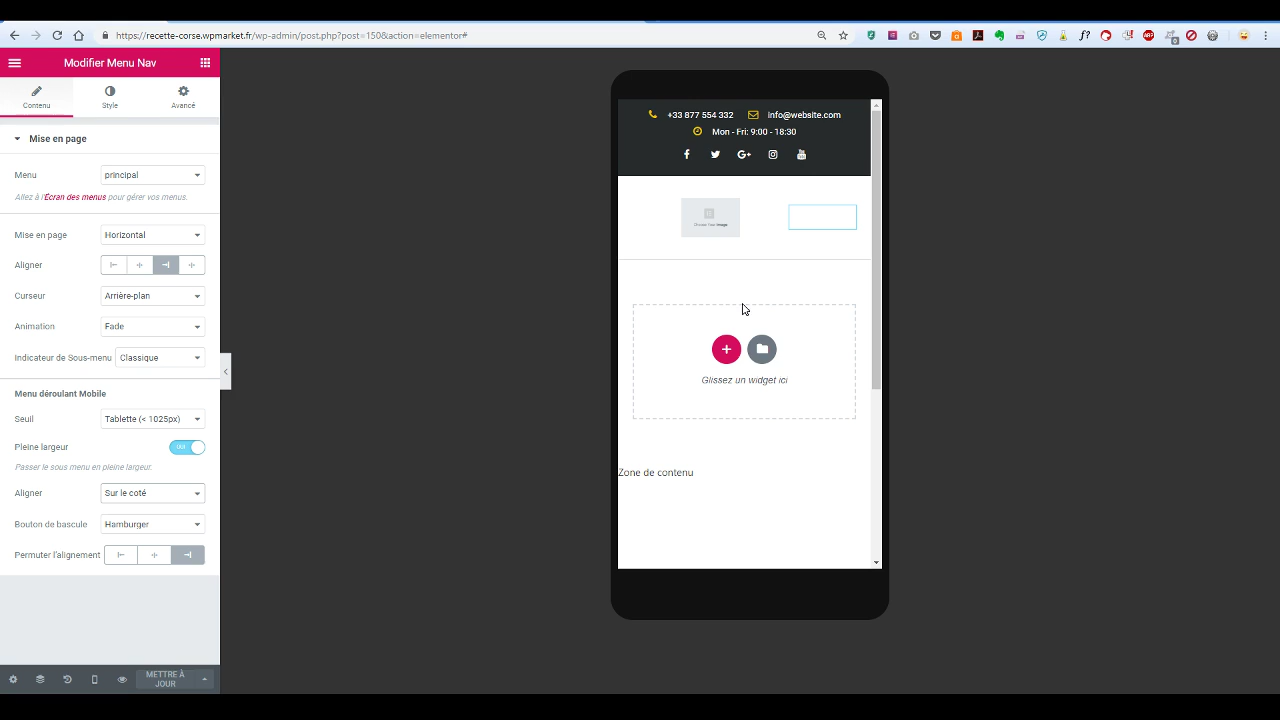 https://recette-corse.wpmarket.fr/wp-admin/post.php?post=150&action=elementor#
Modifier Menu Nav
Contenu
Style
Avancé
Mise en page
Menu
principal
Allez à l'Écran des menus pour gérer vos menus.
Mise en page
Horizontal
Aligner
Curseur
Arrière-plan
Animation
Fade
Indicateur de Sous-menu
Classique
Menu déroulant Mobile
Seuil
Tablette (< 1025px)
Pleine largeur
OUI
Passer le sous menu en pleine largeur.
Aligner
Sur le coté
Bouton de bascule
Hamburger
Permuter l'alignement
METTRE À
JOUR
+33 877 554 332
info@website.com
Mon - Fri: 9:00 - 18:30
Choose Your Image
Glissez un widget ici
Zone de contenu